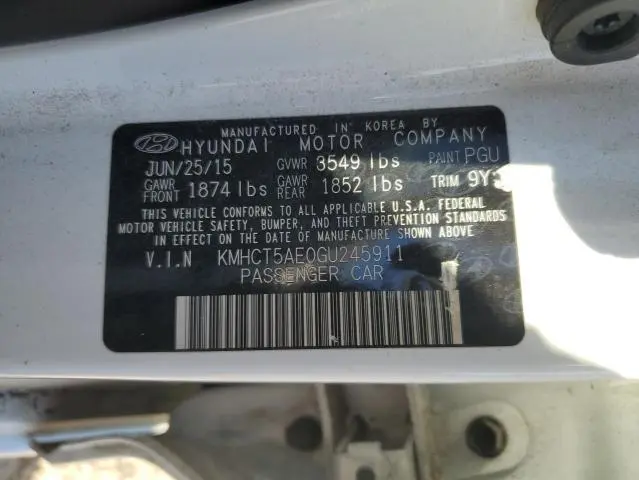 MANUFACTURED IN KOREA BY
HYUNDAI MOTOR COMPANY
JUN/25/15 GVWR 3549 lbs PAINT PGU
GAWR FRONT 1874 lbs GAWR REAR 1852 lbs TRIM
THIS VEHICLE CONFORMS TO ALL APPLICABLE U.S.A. FEDERAL
MOTOR VEHICLE SAFETY, BUMPER, AND THEFT PREVENTION STANDARDS
IN EFFECT ON THE DATE OF MANUFACTURE SHOWN ABOVE.
V.I.N KMHCT5AE0GU245911
PASSENGER CAR